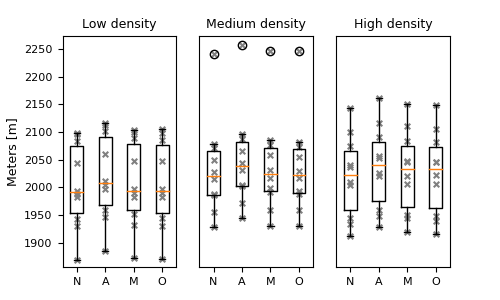 Low density
Medium density
High density
Meters [m]
2250
2200
2150
2100
2050
2000
1950
1900
N A M O
N A M O
N A M O